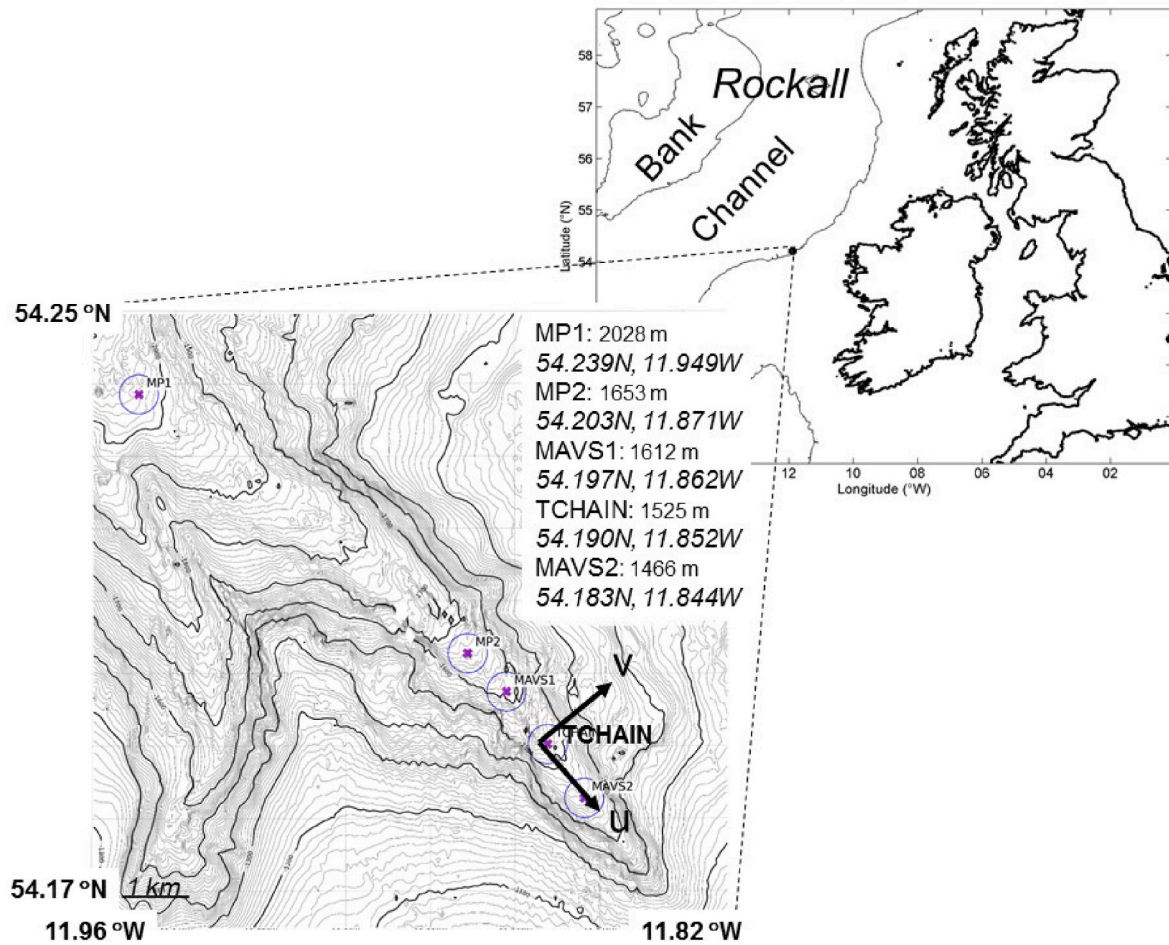 58
57
56
55
54
Latitude (°N)
Rockall
Bank
Channel
12
10
08
06
04
02
Longitude (°W)
54.25 °N
MP1: 2028 m
54.239N, 11.949W
MP2: 1653 m
54.203N, 11.871W
MAVS1: 1612 m
54.197N, 11.862W
TCHAIN: 1525 m
54.190N, 11.852W
MAVS2: 1466 m
54.183N, 11.844W
MP1
MP2
MAVS1
v
TCHAIN
MAVS2
u
54.17 °N
1 km
11.96 °W
11.82 °W